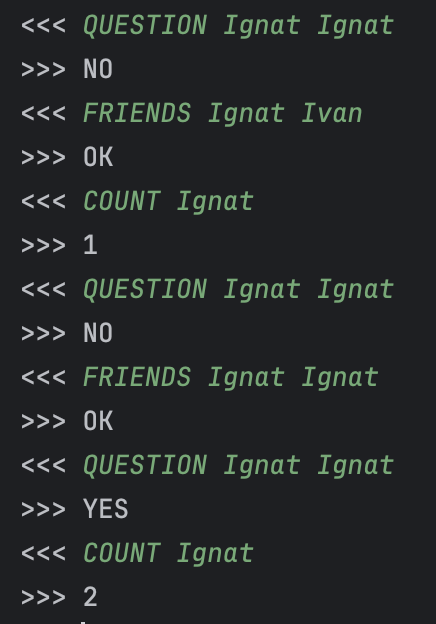 <<< QUESTION Ignat Ignat
>>> NO
<<< FRIENDS Ignat Ivan
>>> OK
<<< COUNT Ignat
>>> 1
<<< QUESTION Ignat Ignat
>>> NO
<<< FRIENDS Ignat Ignat
>>> OK
<<< QUESTION Ignat Ignat
>>> YES
<<< COUNT Ignat
>>> 2